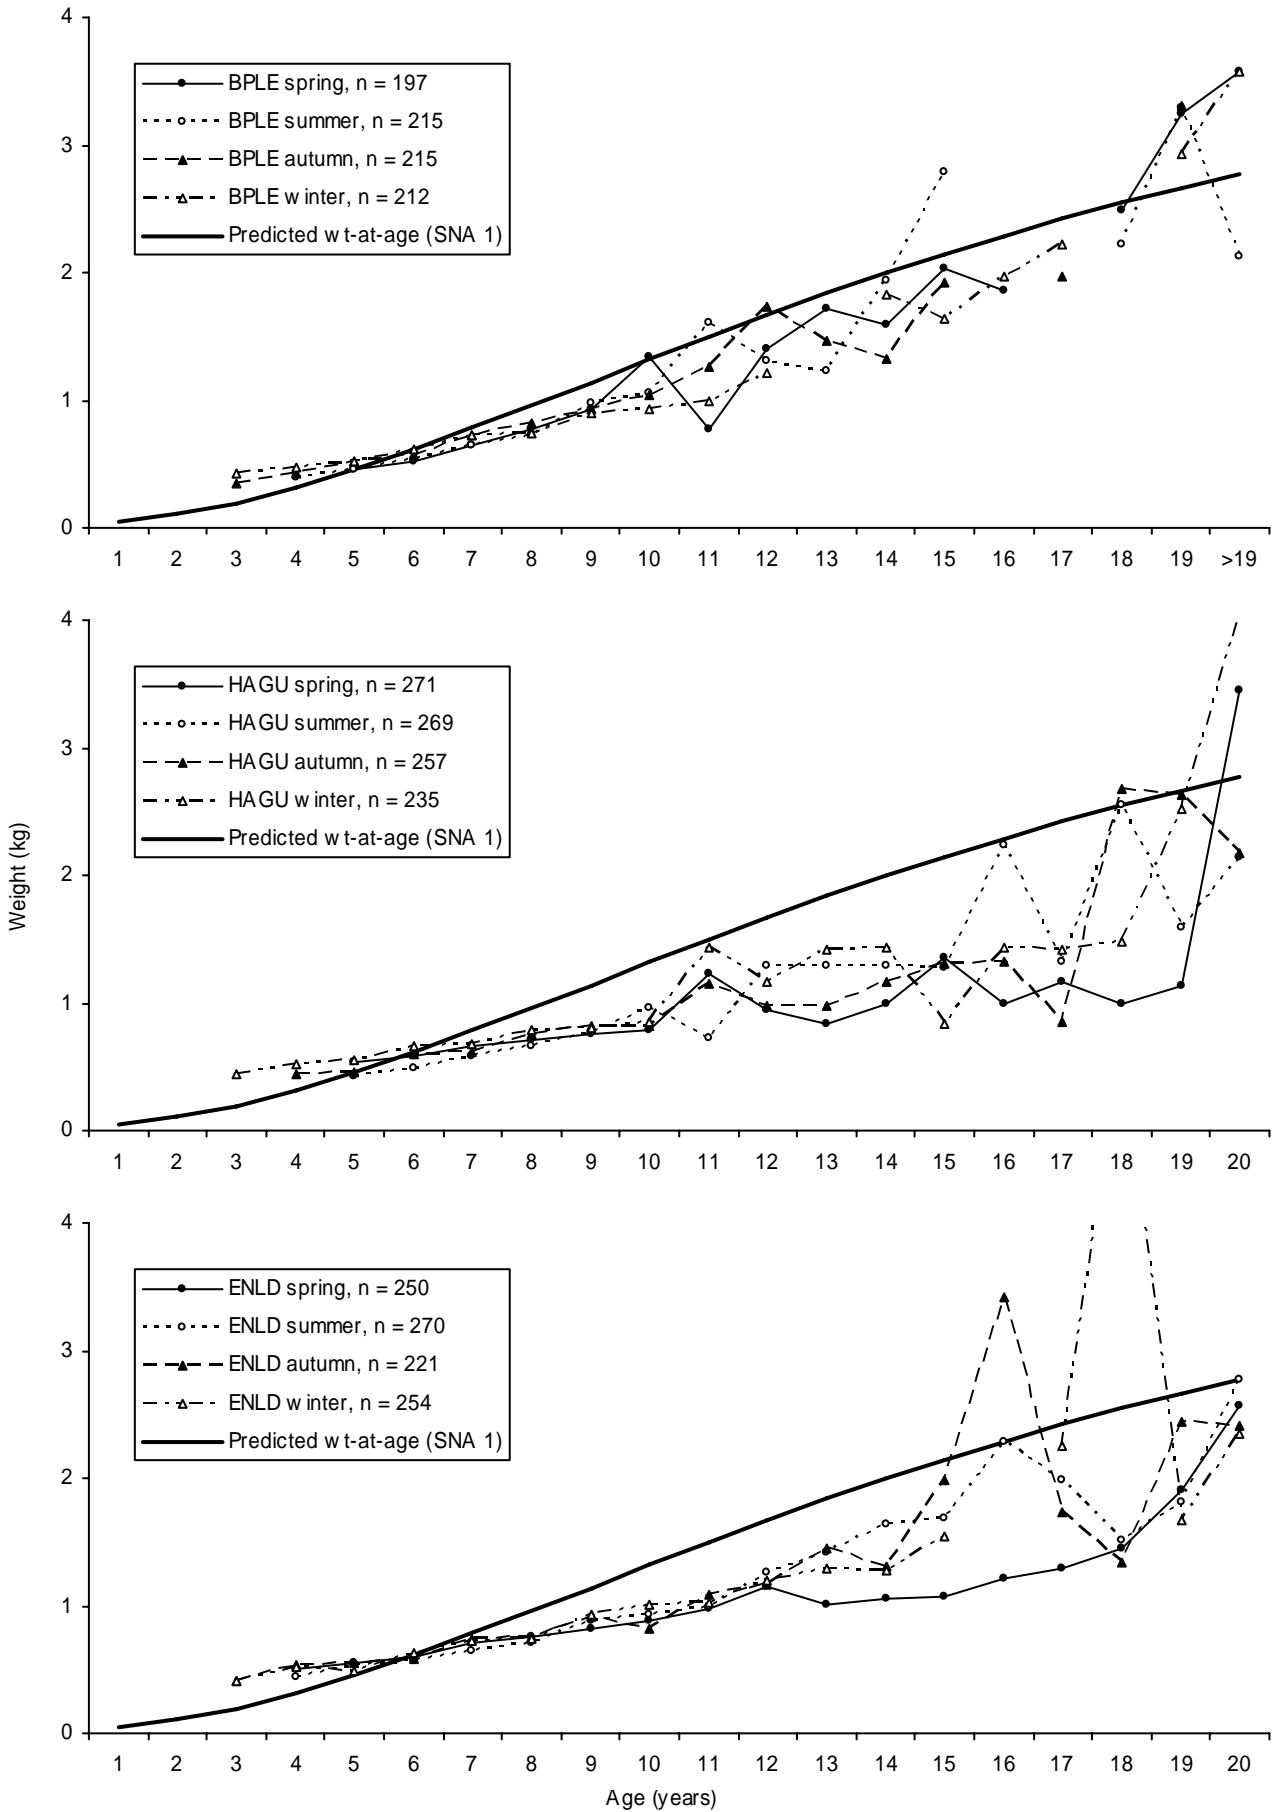 4
BPLE spring, n = 197
BPLE summer, n = 215
3
BPLE autumn, n = 215
BPLE winter, n = 212
Predicted wt-at-age (SNA 1)
2
1
0
1 2 3 4 5 6 7 8 9 10 11 12 13 14 15 16 17 18 19 >19
4
HAGU spring, n = 271
HAGU summer, n = 269
3
HAGU autumn, n = 257
HAGU winter, n = 235
Predicted wt-at-age (SNA 1)
Weight (kg)
2
1
0
1 2 3 4 5 6 7 8 9 10 11 12 13 14 15 16 17 18 19 20
4
ENLD spring, n = 250
ENLD summer, n = 270
3
ENLD autumn, n = 221
ENLD winter, n = 254
Predicted wt-at-age (SNA 1)
2
1
0
1 2 3 4 5 6 7 8 9 10 11 12 13 14 15 16 17 18 19 20
Age (years)